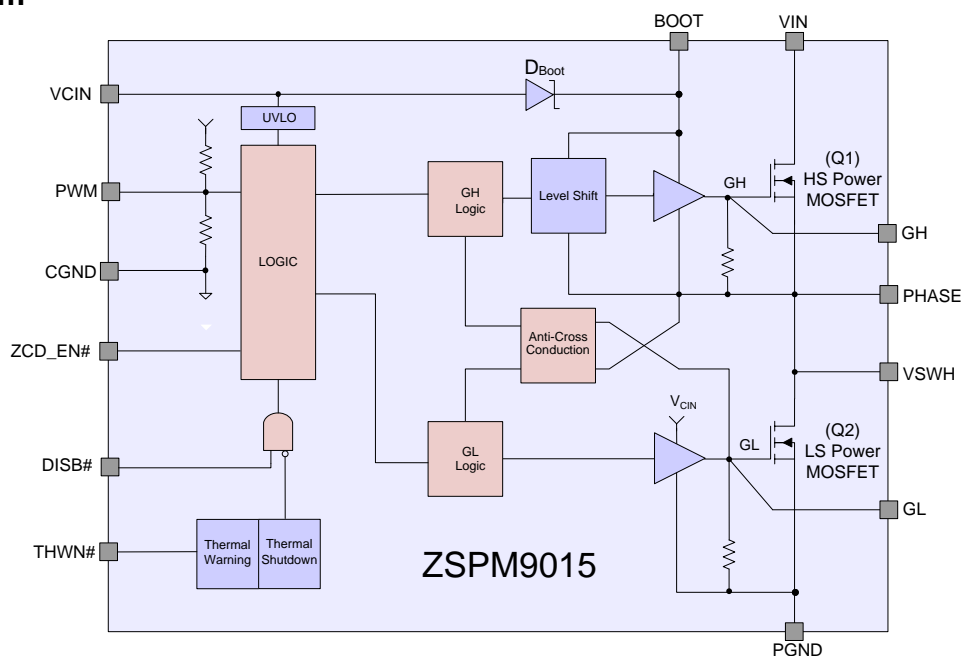 BOOT
VIN
VCIN
DBoot
UVLO
PWM
GH
Logic
Level Shift
GH
(Q1)
HS Power
MOSFET
GH
LOGIC
CGND
PHASE
Anti-Cross
Conduction
ZCD_EN#
VSWH
VCIN
GL
Logic
GL
(Q2)
LS Power
MOSFET
DISB#
GL
THWN#
Thermal
Warning
Thermal
Shutdown
ZSPM9015
PGND